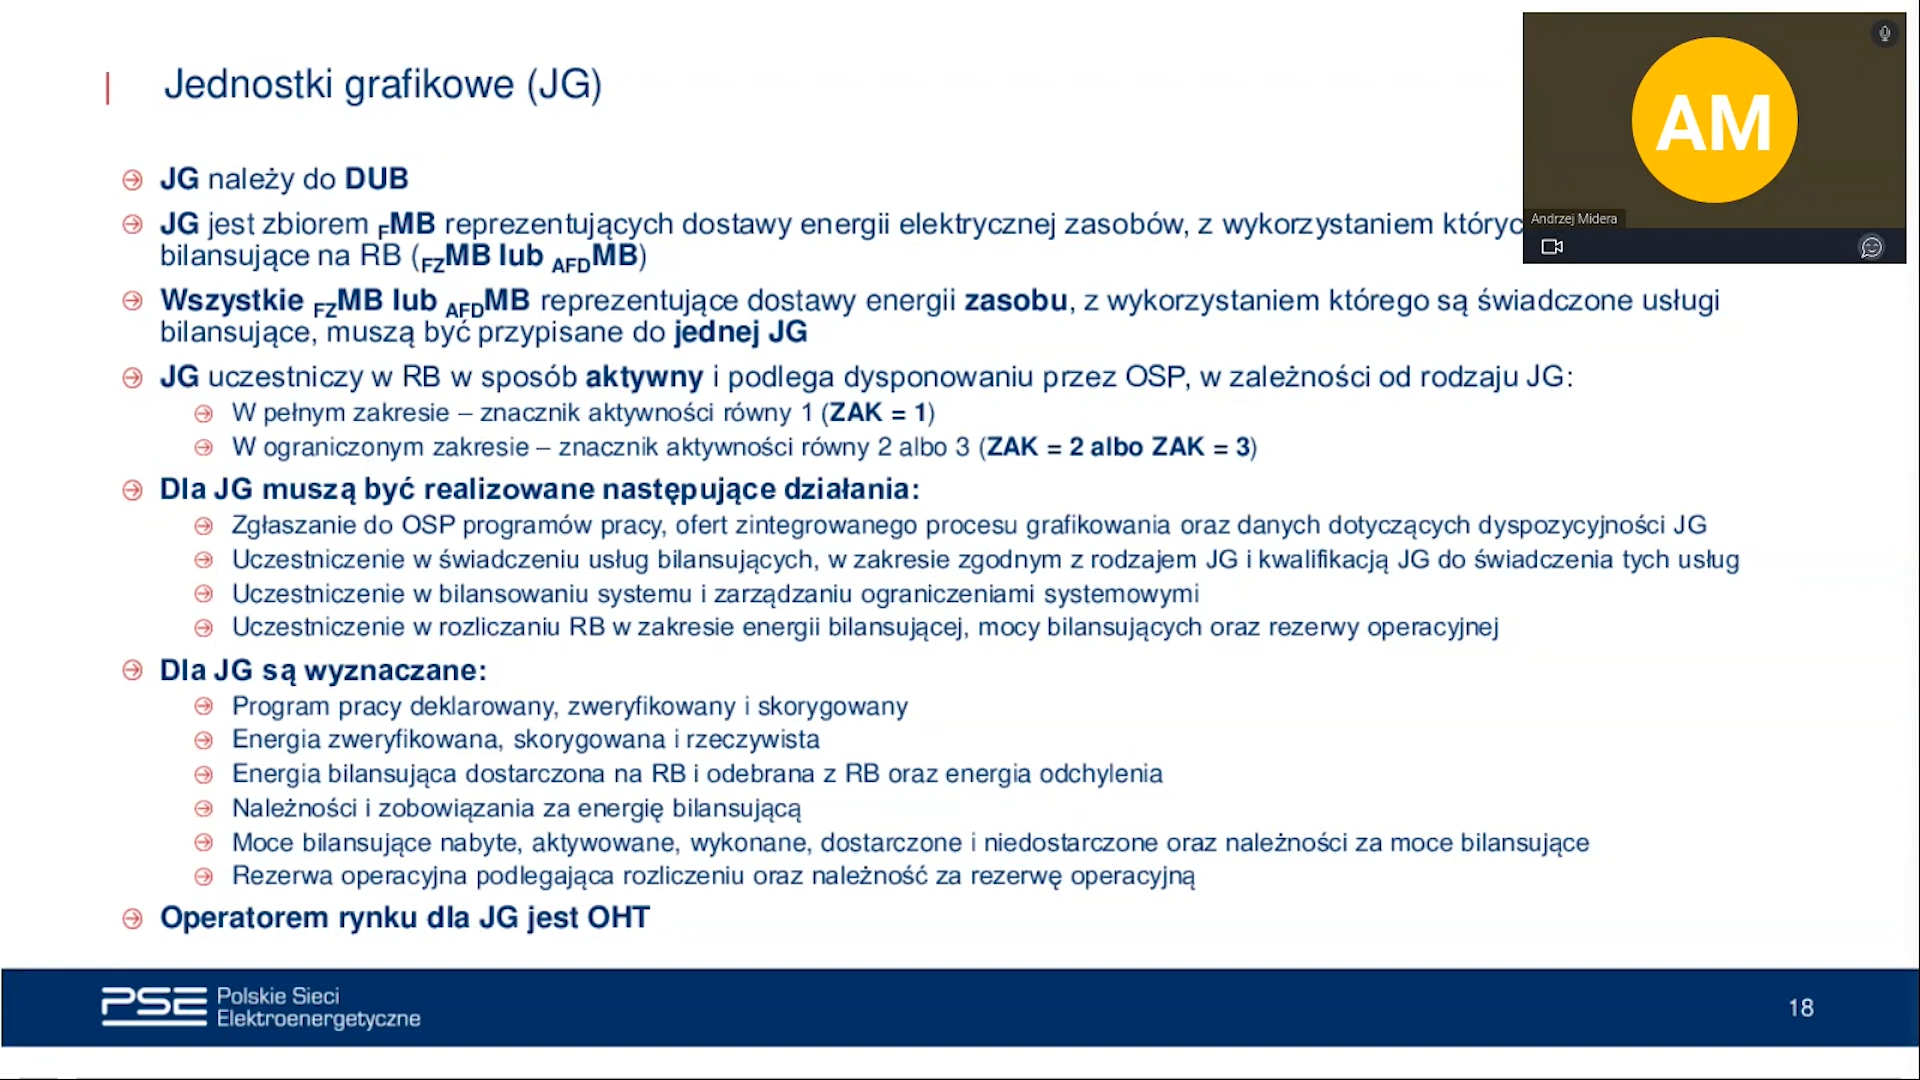 Jednostki grafikowe (JG)
JG należy do DUB
JG jest zbiorem FMB reprezentujących dostawy energii elektrycznej zasobów, z wykorzystaniem
bilansujące na RB (FZMB lub AFDMB)
Wszystkie FZMB lub AFDMB reprezentujące dostawy energii zasobu, z wykorzystaniem którego są świadczone usługi
bilansujące, muszą być przypisane do jednej JG
JG uczestniczy w RB w sposób aktywny i podlega dysponowaniu przez OSP, w zależności od rodzaju JG:
W pełnym zakresie – znacznik aktywności równy 1 (ZAK = 1)
W ograniczonym zakresie – znacznik aktywności równy 2 albo 3 (ZAK = 2 albo ZAK = 3)
Dla JG muszą być realizowane następujące działania:
Zgłaszanie do OSP programów pracy, ofert zintegrowanego procesu grafikowania oraz danych dotyczących dyspozycyjności JG
Uczestniczenie w świadczeniu usług bilansujących, w zakresie zgodnym z rodzajem JG i kwalifikacją JG do świadczenia tych usług
Uczestniczenie w bilansowaniu systemu i zarządzaniu ograniczeniami systemowymi
Uczestniczenie w rozliczaniu RB w zakresie energii bilansującej, mocy bilansujących oraz rezerwy operacyjnej
Dla JG są wyznaczane:
Program pracy deklarowany, zweryfikowany i skorygowany
Energia zweryfikowana, skorygowana i rzeczywista
Energia bilansująca dostarczona na RB i odebrana z RB oraz energia odchylenia
Należności i zobowiązania za energię bilansującą
Moce bilansujące nabyte, aktywowane, wykonane, dostarczone i niedostarczone oraz należności za moce bilansujące
Rezerwa operacyjna podlegająca rozliczeniu oraz należność za rezerwę operacyjną
Operatorem rynku dla JG jest OHT
AM
Andrzej Midera
PSE Polskie Sieci
Elektroenergetyczne
18